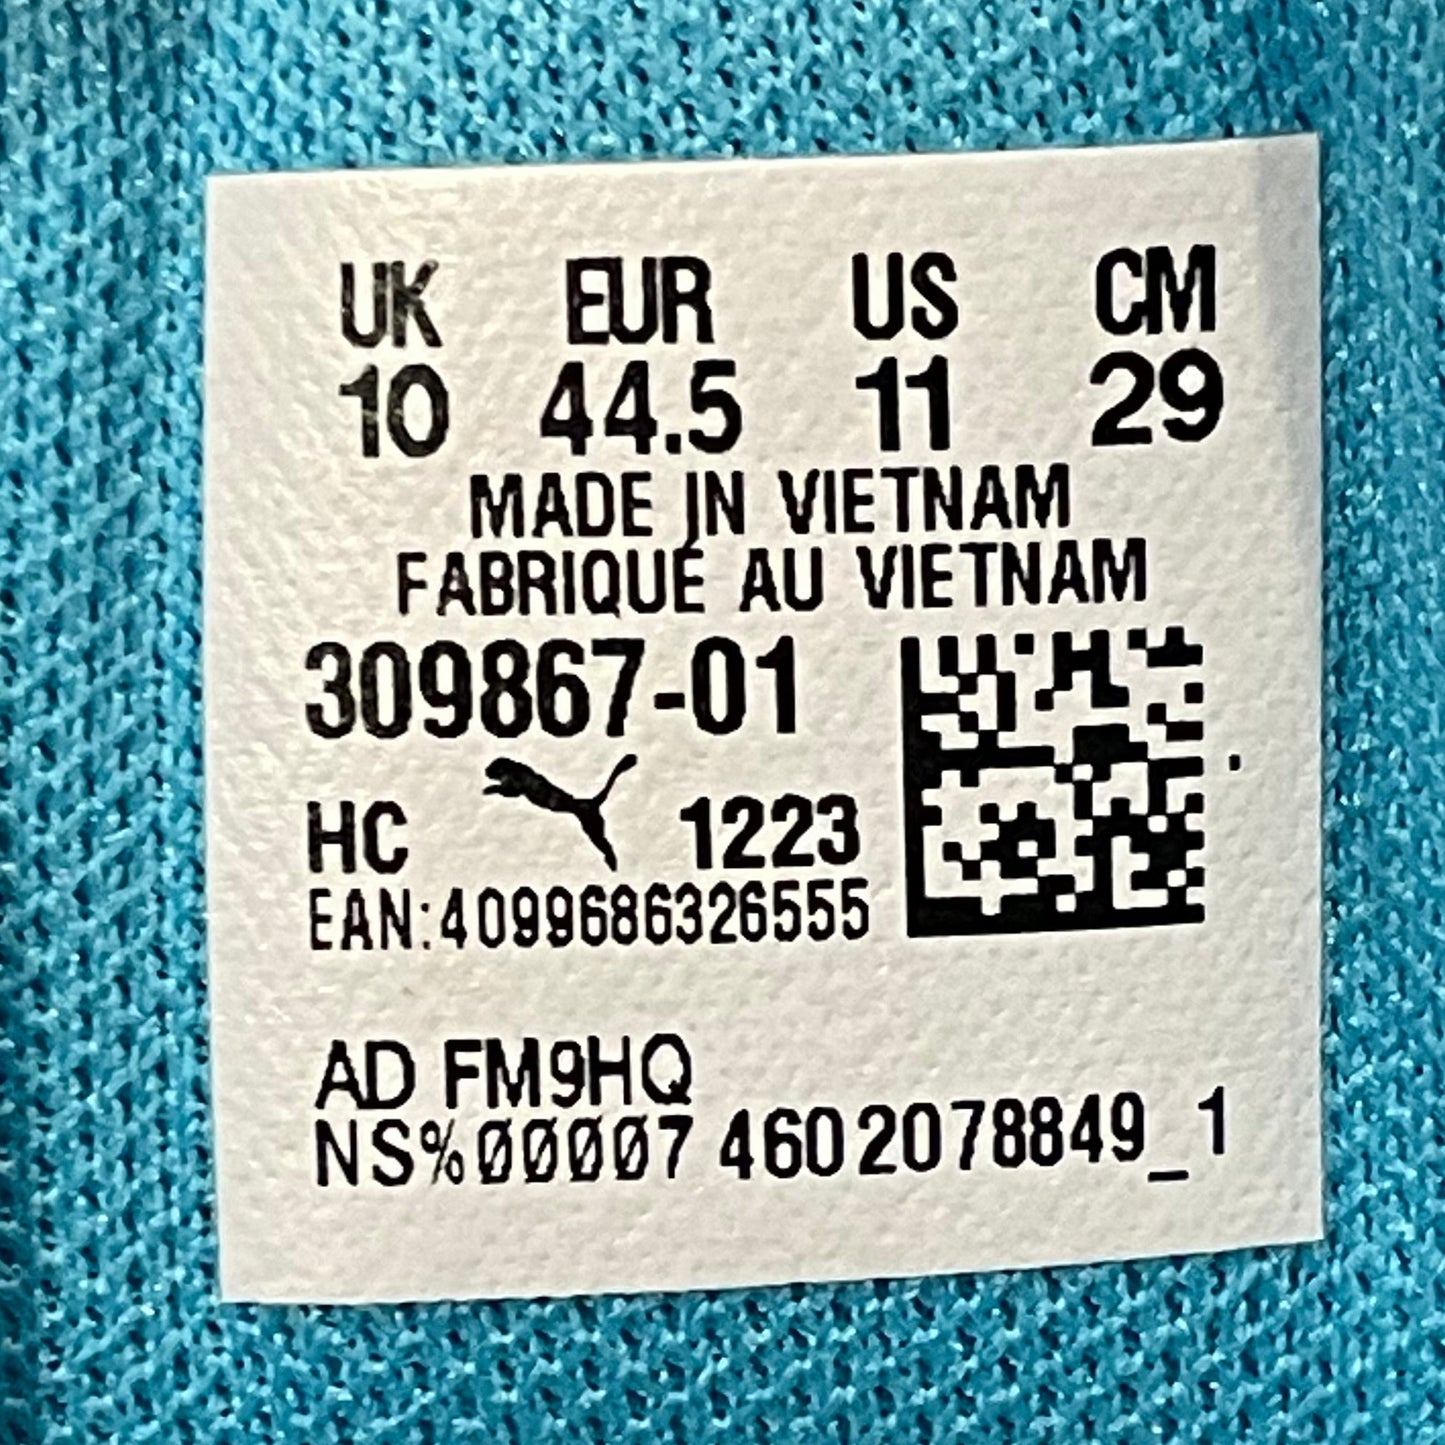 UK EUR US CM
10 44.5 11 29
MADE IN VIETNAM
FABRIQUÉ AU VIETNAM
309867-01
HC 1223
EAN:4099686326555
AD FM9HQ
NS%00007 4602078849_1